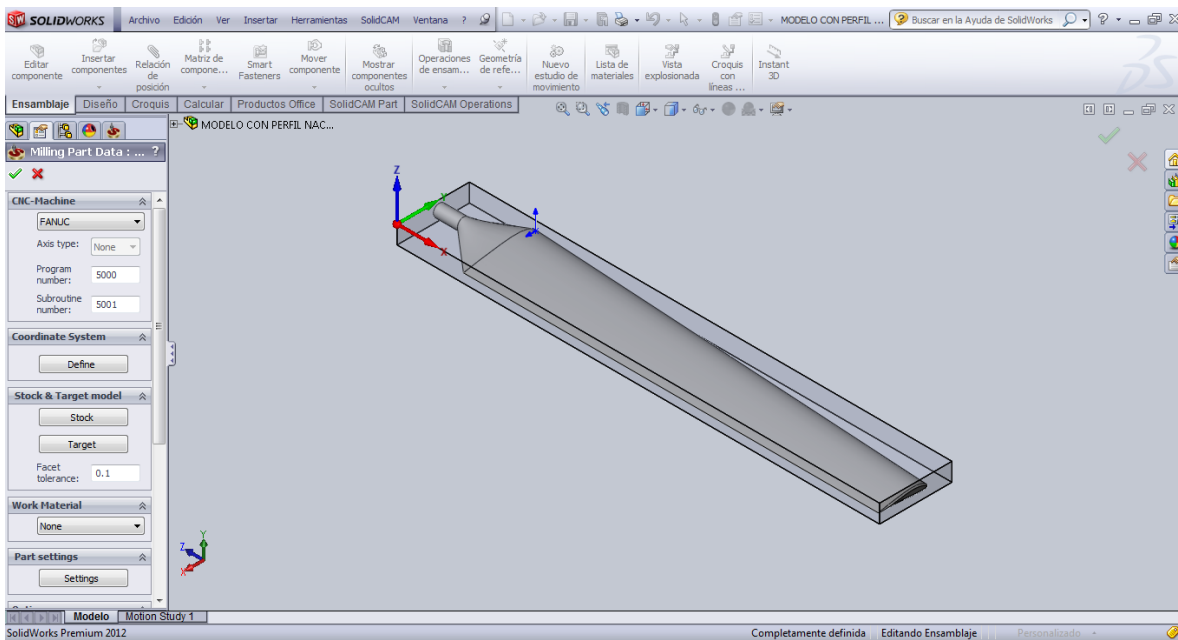 SOLIDWORKS Archivo Edición Ver Insertar Herramientas SolidCAM Ventana ? MODELO CON PERFIL ... Buscar en la Ayuda de SolidWorks
Editar componente
Insertar componentes
Relación de posición
Matriz de compone...
Smart Fasteners
Mover componente
Mostrar componentes ocultos
Operaciones de ensam...
Geometría de refe...
Nuevo estudio de movimiento
Lista de materiales
Vista explosionada
Croquis con líneas ...
Instant 3D
Ensamblaje Diseño Croquis Calcular Productos Office SolidCAM Part SolidCAM Operations
MODELO CON PERFIL NAC...
Milling Part Data : ... ?
CNC-Machine
FANUC
Axis type: None
Program number: 5000
Subroutine number: 5001
Coordinate System
Define
Stock & Target model
Stock
Target
Facet tolerance: 0.1
Work Material
None
Part settings
Settings
Z
Y
X
Y
Z
X
Modelo Motion Study 1
SolidWorks Premium 2012 Completamente definida Editando Ensamblaje Personalizado